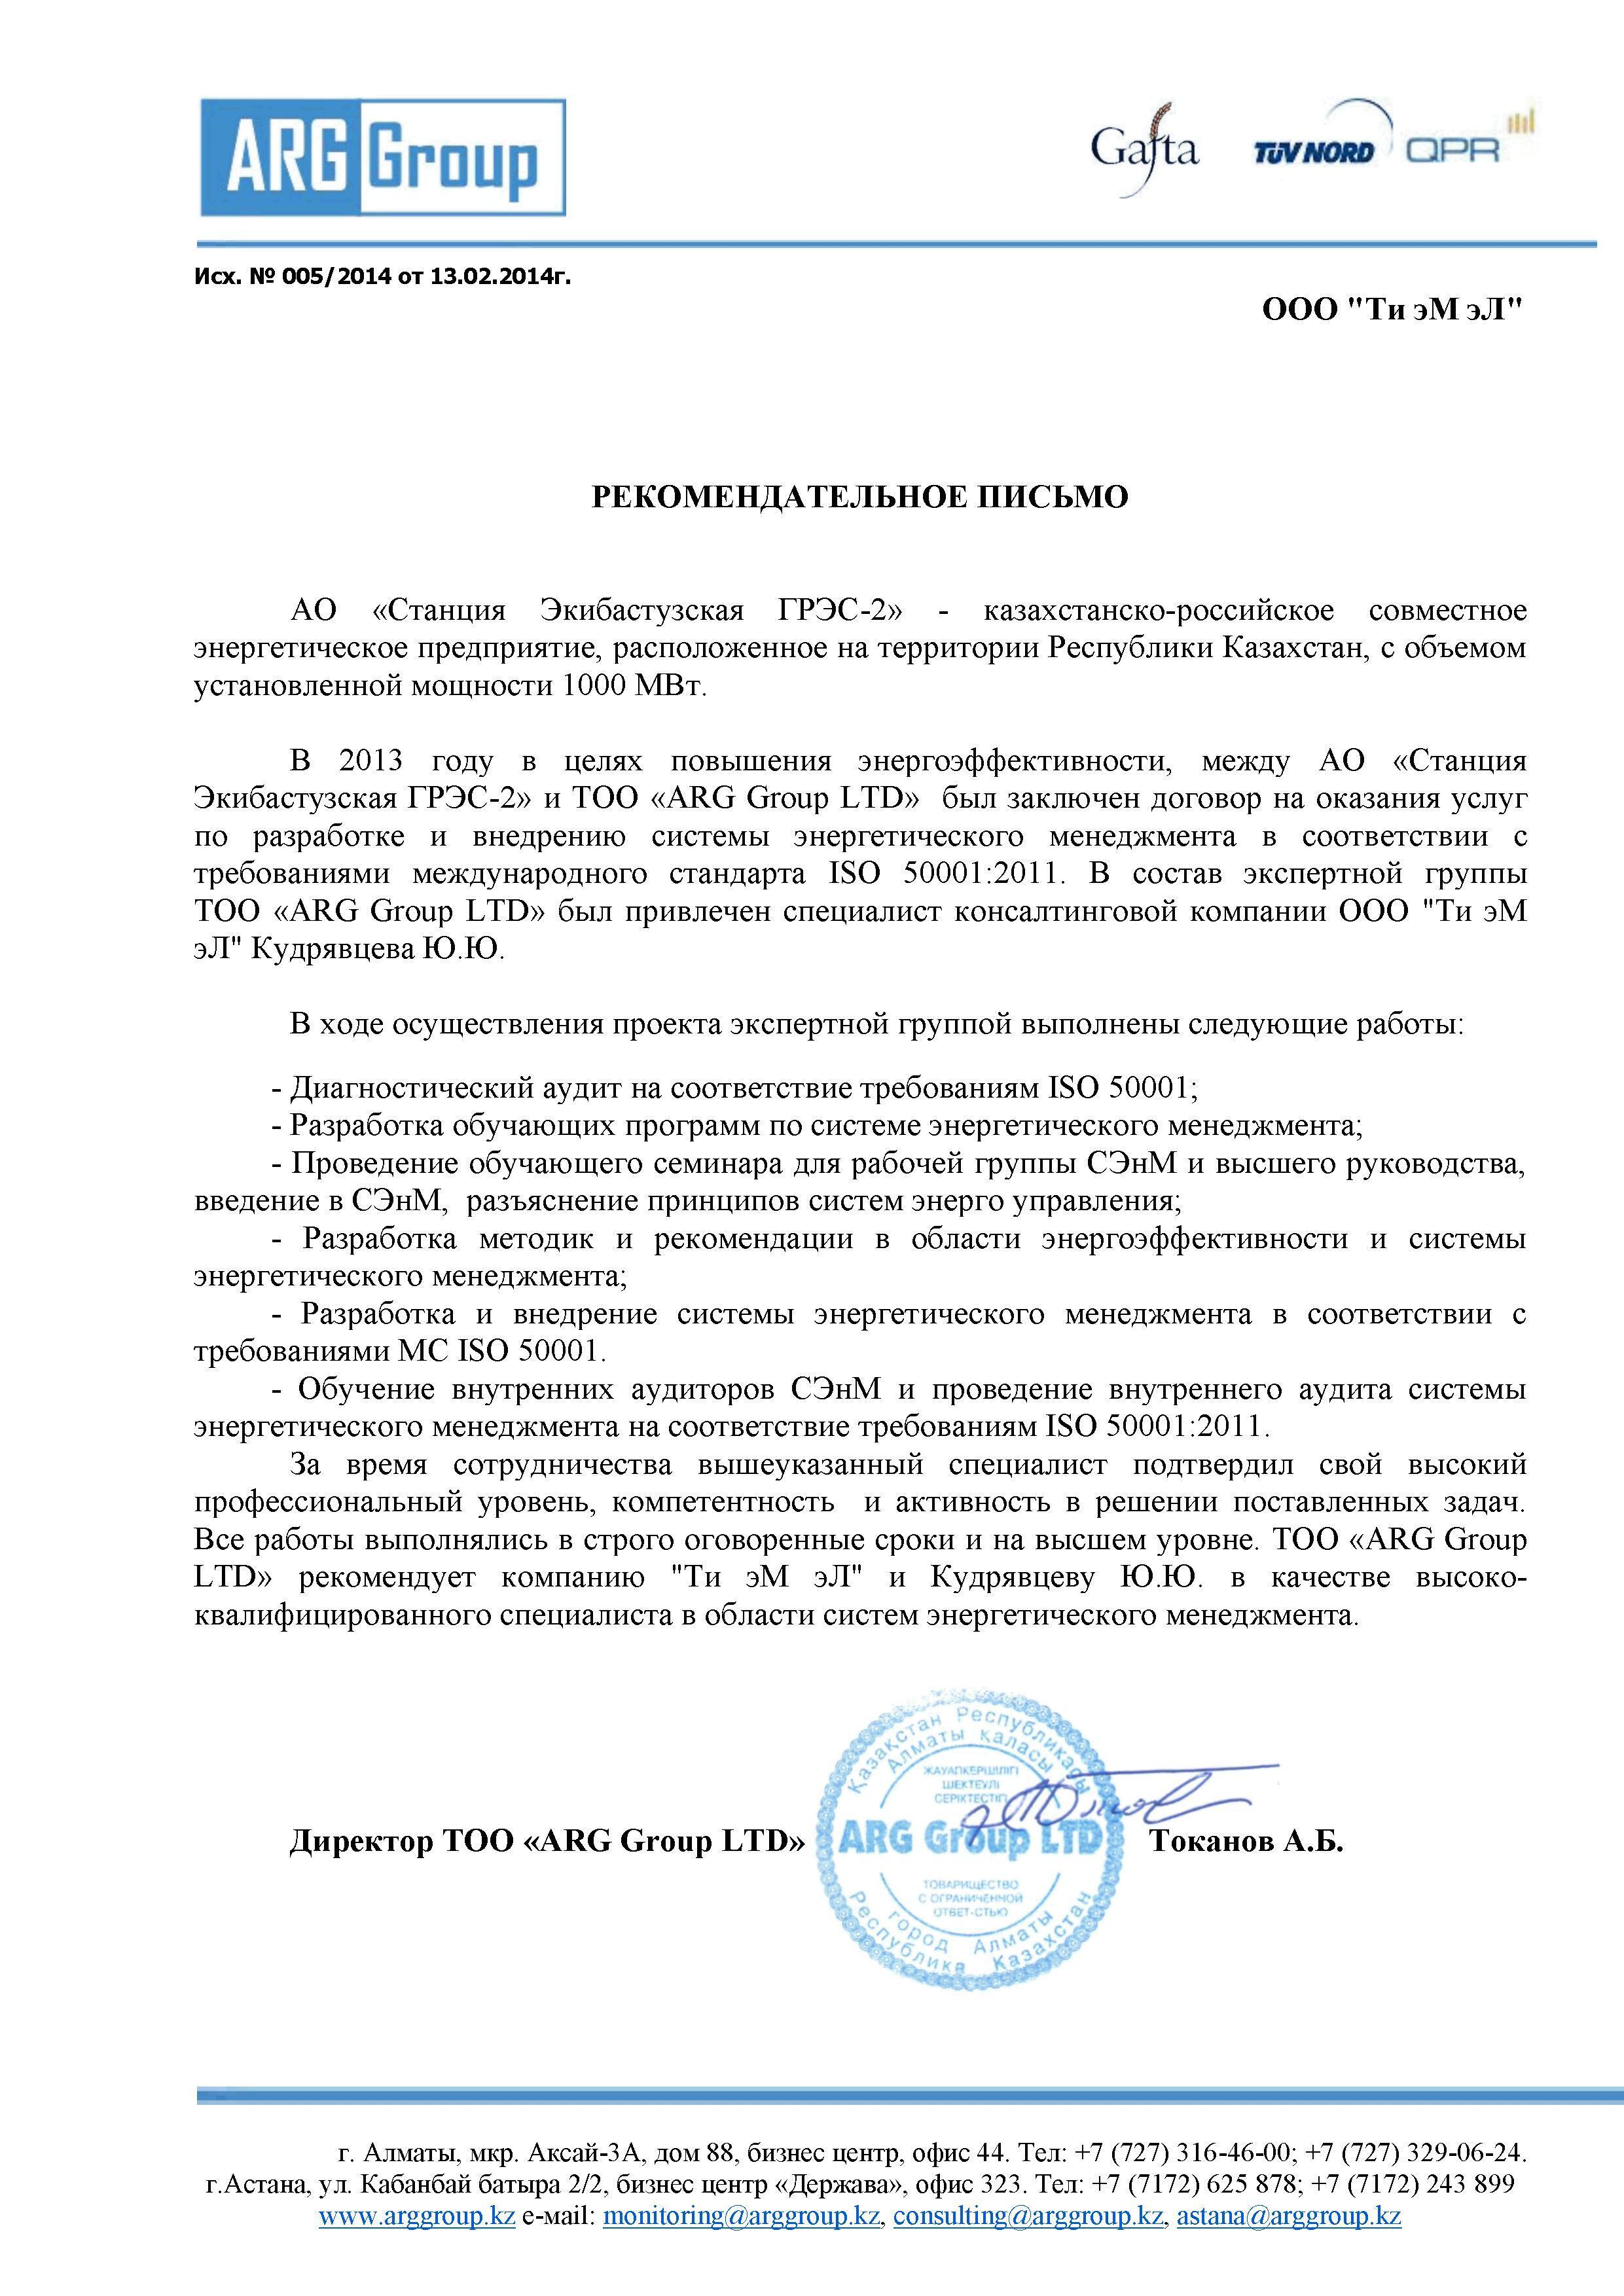 ARG Group
Gafta TÜV NORD QPR
Исх. № 005/2014 от 13.02.2014г.
ООО "Ти эМ эЛ"
РЕКОМЕНДАТЕЛЬНОЕ ПИСЬМО
АО «Станция Экибастузская ГРЭС-2» - казахстанско-российское совместное
энергетическое предприятие, расположенное на территории Республики Казахстан, с объемом
установленной мощности 1000 МВт.
В 2013 году в целях повышения энергоэффективности, между АО «Станция
Экибастузская ГРЭС-2» и ТОО «ARG Group LTD» был заключен договор на оказания услуг
по разработке и внедрению системы энергетического менеджмента в соответствии с
требованиями международного стандарта ISO 50001:2011. В состав экспертной группы
ТОО «ARG Group LTD» был привлечен специалист консалтинговой компании ООО "Ти эМ
эЛ" Кудрявцева Ю.Ю.
В ходе осуществления проекта экспертной группой выполнены следующие работы:
- Диагностический аудит на соответствие требованиям ISO 50001;
- Разработка обучающих программ по системе энергетического менеджмента;
- Проведение обучающего семинара для рабочей группы СЭнМ и высшего руководства,
введение в СЭнМ, разъяснение принципов систем энерго управления;
- Разработка методик и рекомендации в области энергоэффективности и системы
энергетического менеджмента;
- Разработка и внедрение системы энергетического менеджмента в соответствии с
требованиями МС ISO 50001.
- Обучение внутренних аудиторов СЭнМ и проведение внутреннего аудита системы
энергетического менеджмента на соответствие требованиям ISO 50001:2011.
За время сотрудничества вышеуказанный специалист подтвердил свой высокий
профессиональный уровень, компетентность и активность в решении поставленных задач.
Все работы выполнялись в строго оговоренные сроки и на высшем уровне. ТОО «ARG Group
LTD» рекомендует компанию "Ти эМ эЛ" и Кудрявцеву Ю.Ю. в качестве высоко-
квалифицированного специалиста в области систем энергетического менеджмента.
Қазақстан Республикасы
Алматы қаласы
ЖАУАПКЕРШІЛІГІ
ШЕКТЕУЛІ
СЕРІКТЕСТІГІ
Директор ТОО «ARG Group LTD» ARG Group LTD Токанов А.Б.
ТОВАРИЩЕСТВО
С ОГРАНИЧЕННОЙ
ОТВЕТ-СТЬЮ
город Алматы
Республика Казахстан
г. Алматы, мкр. Аксай-3А, дом 88, бизнес центр, офис 44. Тел: +7 (727) 316-46-00; +7 (727) 329-06-24.
г.Астана, ул. Кабанбай батыра 2/2, бизнес центр «Держава», офис 323. Тел: +7 (7172) 625 878; +7 (7172) 243 899
www.arggroup.kz е-маil: monitoring@arggroup.kz, consulting@arggroup.kz, astana@arggroup.kz